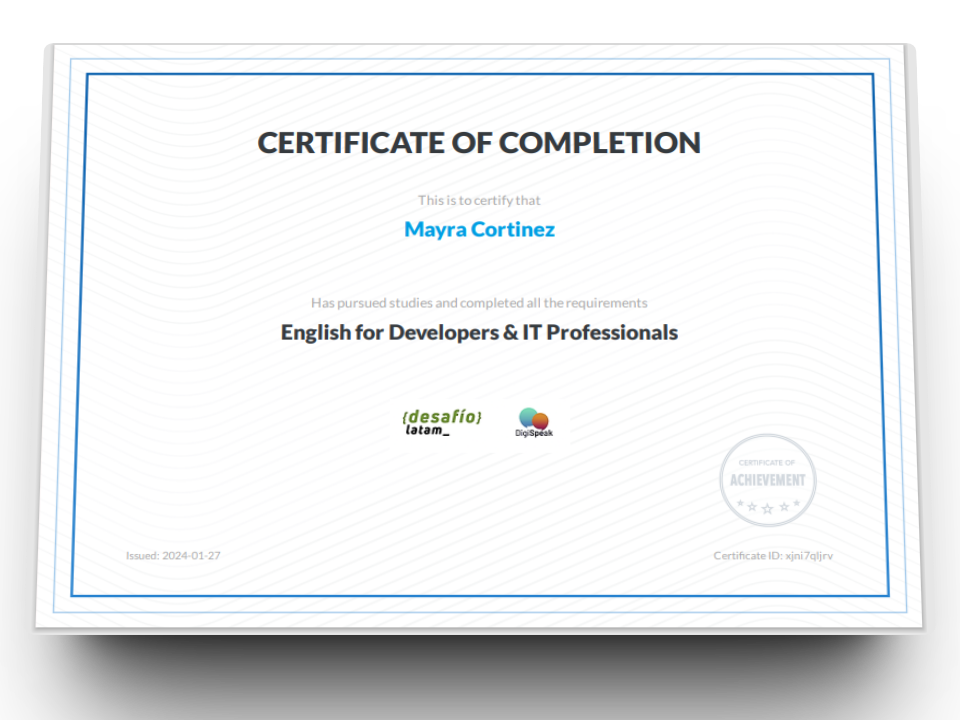 CERTIFICATE OF COMPLETION
This is to certify that
Mayra Cortinez
Has pursued studies and completed all the requirements
English for Developers & IT Professionals
{desafío}
latam_
DigiSpeak
CERTIFICATE OF
ACHIEVEMENT
Issued: 2024-01-27
Certificate ID: xjni7qljrv